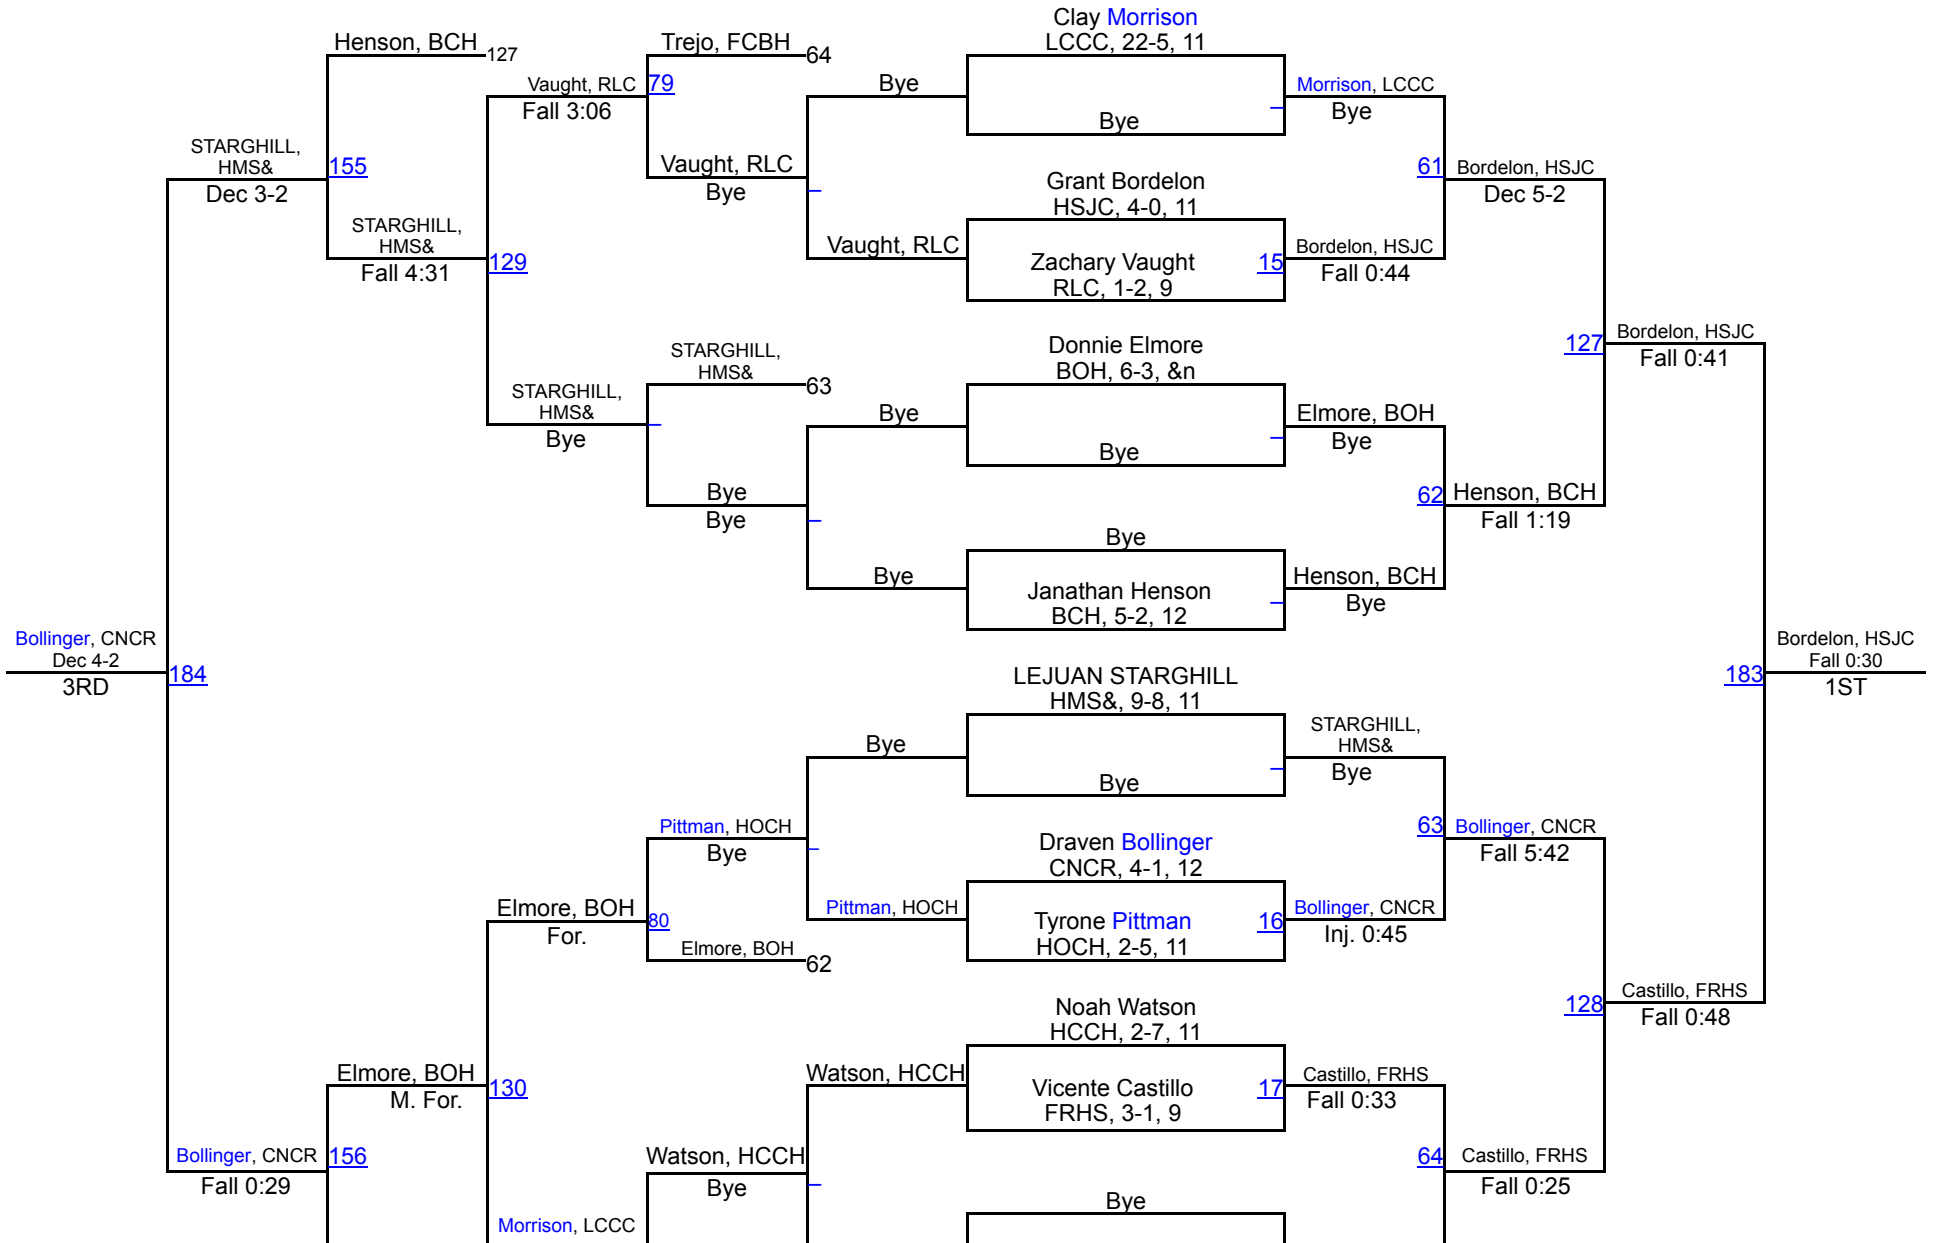 Clay Morrison
LCCC, 22-5, 11
Henson, BCH
127
Trejo, FCBH
64
Vaught, RLC
79
Fall 3:06
Bye
Morrison, LCCC
Bye
Bye
STARGHILL,
HMS&
155
Dec 3-2
Vaught, RLC
Bye
Grant Bordelon
HSJC, 4-0, 11
61
Bordelon, HSJC
Dec 5-2
STARGHILL,
HMS&
Fall 4:31
129
Vaught, RLC
Zachary Vaught
RLC, 1-2, 9
15
Bordelon, HSJC
Fall 0:44
STARGHILL,
HMS&
63
Donnie Elmore
BOH, 6-3, &n
127
Bordelon, HSJC
Fall 0:41
STARGHILL,
HMS&
Bye
Bye
Bye
Elmore, BOH
Bye
Bye
Bye
62
Henson, BCH
Fall 1:19
Bye
Bye
Janathan Henson
BCH, 5-2, 12
Henson, BCH
Bye
Bollinger, CNCR
Dec 4-2
3RD
184
LEJUAN STARGHILL
HMS&, 9-8, 11
183
Bordelon, HSJC
Fall 0:30
1ST
Bye
Bye
STARGHILL,
HMS&
Bye
Pittman, HOCH
Bye
Draven Bollinger
CNCR, 4-1, 12
63
Bollinger, CNCR
Fall 5:42
Elmore, BOH
For.
80
Pittman, HOCH
Tyrone Pittman
HOCH, 2-5, 11
16
Bollinger, CNCR
Inj. 0:45
Elmore, BOH
62
Noah Watson
HCCH, 2-7, 11
128
Castillo, FRHS
Fall 0:48
Elmore, BOH
M. For.
130
Watson, HCCH
Vicente Castillo
FRHS, 3-1, 9
17
Castillo, FRHS
Fall 0:33
Bollinger, CNCR
156
Fall 0:29
Watson, HCCH
Bye
64
Castillo, FRHS
Fall 0:25
Bye
Morrison, LCCC